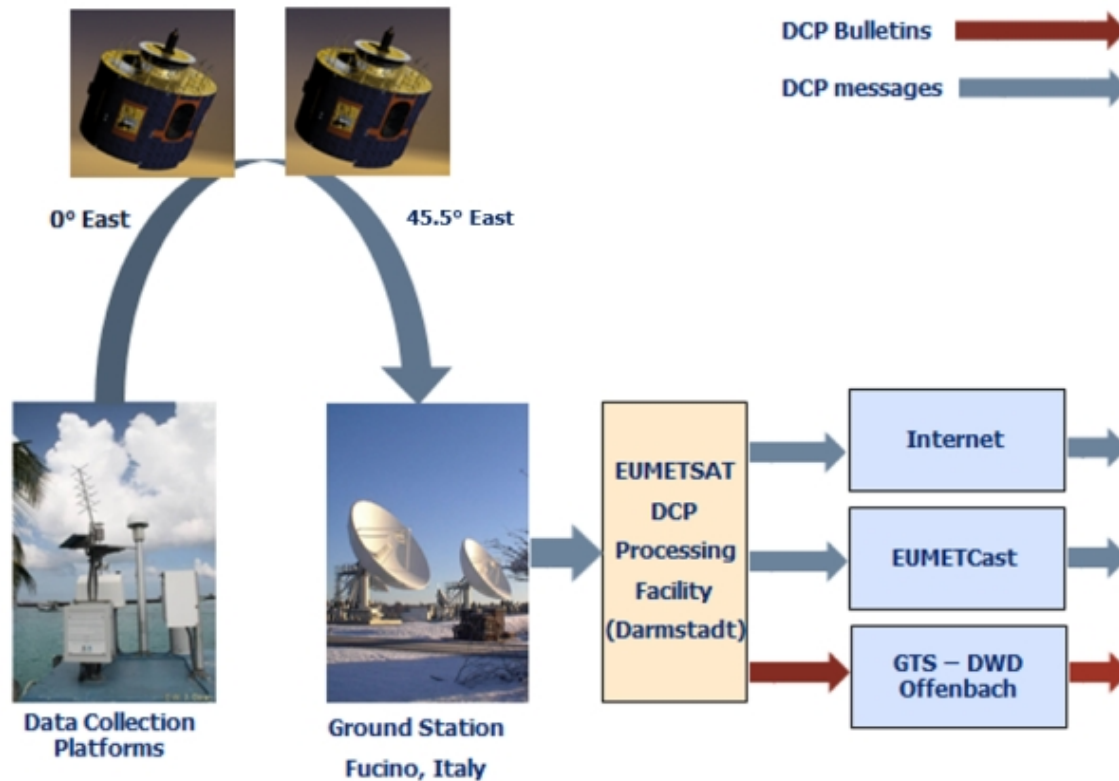 DCP Bulletins
DCP messages
0° East
45.5° East
EUMETSAT
DCP
Processing
Facility
(Darmstadt)
Internet
EUMETCast
GTS – DWD
Offenbach
Data Collection
Platforms
Ground Station
Fucino, Italy